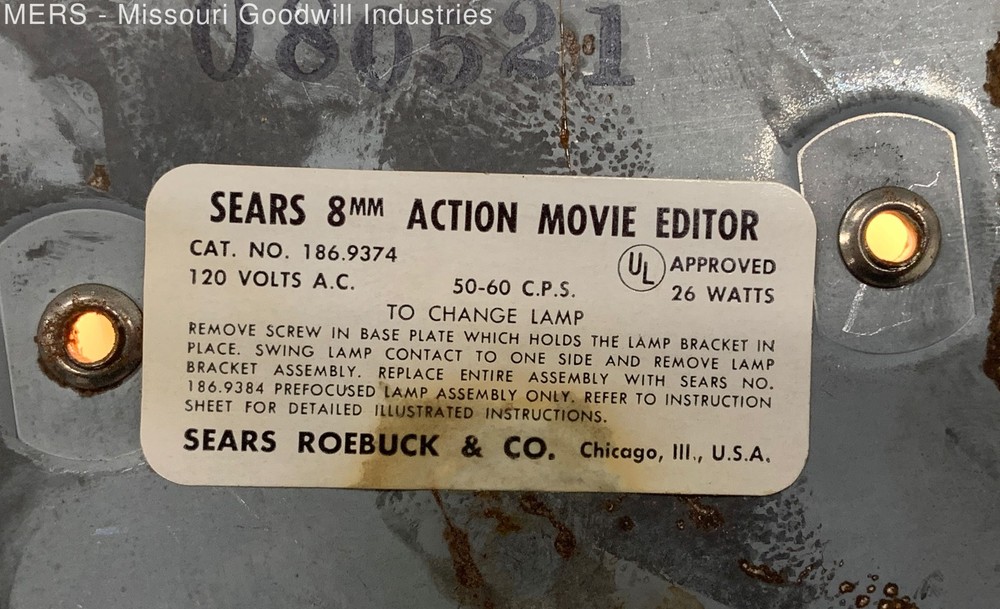 MERS - Missouri Goodwill Industries
080521
SEARS 8MM ACTION MOVIE EDITOR
CAT. NO. 186.9374
UL APPROVED
120 VOLTS A.C. 50-60 C.P.S. 26 WATTS
TO CHANGE LAMP
REMOVE SCREW IN BASE PLATE WHICH HOLDS THE LAMP BRACKET IN
PLACE. SWING LAMP CONTACT TO ONE SIDE AND REMOVE LAMP
BRACKET ASSEMBLY. REPLACE ENTIRE ASSEMBLY WITH SEARS NO.
186.9384 PREFOCUSED LAMP ASSEMBLY ONLY. REFER TO INSTRUCTION
SHEET FOR DETAILED ILLUSTRATED INSTRUCTIONS.
SEARS ROEBUCK & CO. Chicago, Ill., U.S.A.